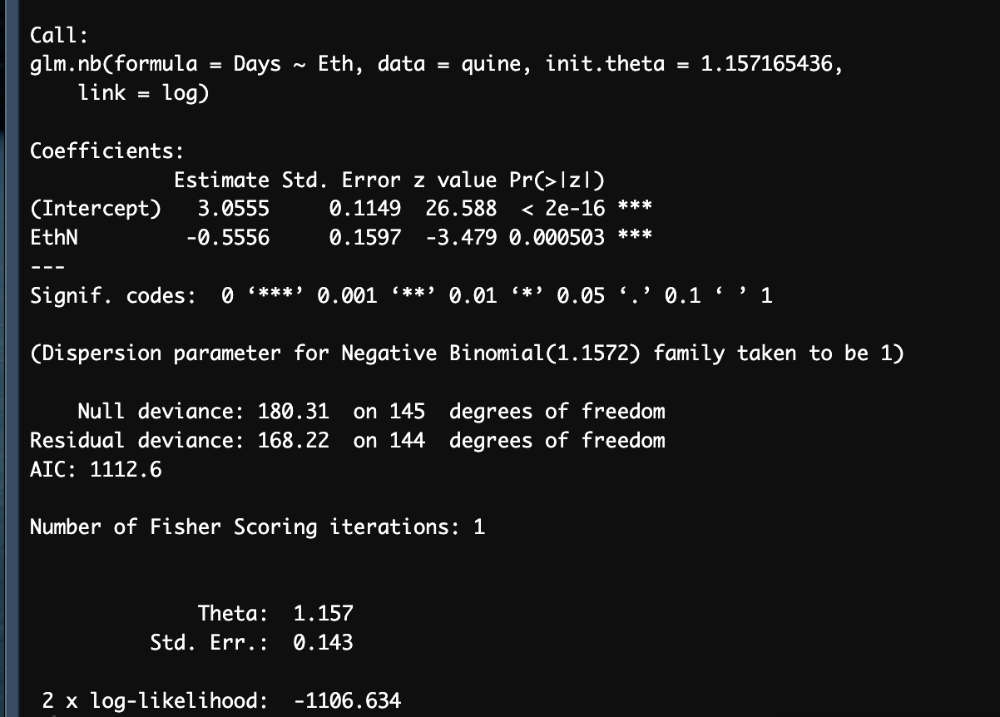 Call:
glm.nb(formula = Days ~ Eth, data = quine, init.theta = 1.157165436,
    link = log)
Coefficients:
            Estimate Std. Error z value Pr(>|z|)
(Intercept)   3.0555     0.1149  26.588  < 2e-16 ***
EthN         -0.5556     0.1597  -3.479 0.000503 ***
---
Signif. codes:  0 ‘***’ 0.001 ‘**’ 0.01 ‘*’ 0.05 ‘.’ 0.1 ‘ ’ 1
(Dispersion parameter for Negative Binomial(1.1572) family taken to be 1)
    Null deviance: 180.31  on 145  degrees of freedom
Residual deviance: 168.22  on 144  degrees of freedom
AIC: 1112.6
Number of Fisher Scoring iterations: 1
              Theta:  1.157
          Std. Err.:  0.143
 2 x log-likelihood:  -1106.634